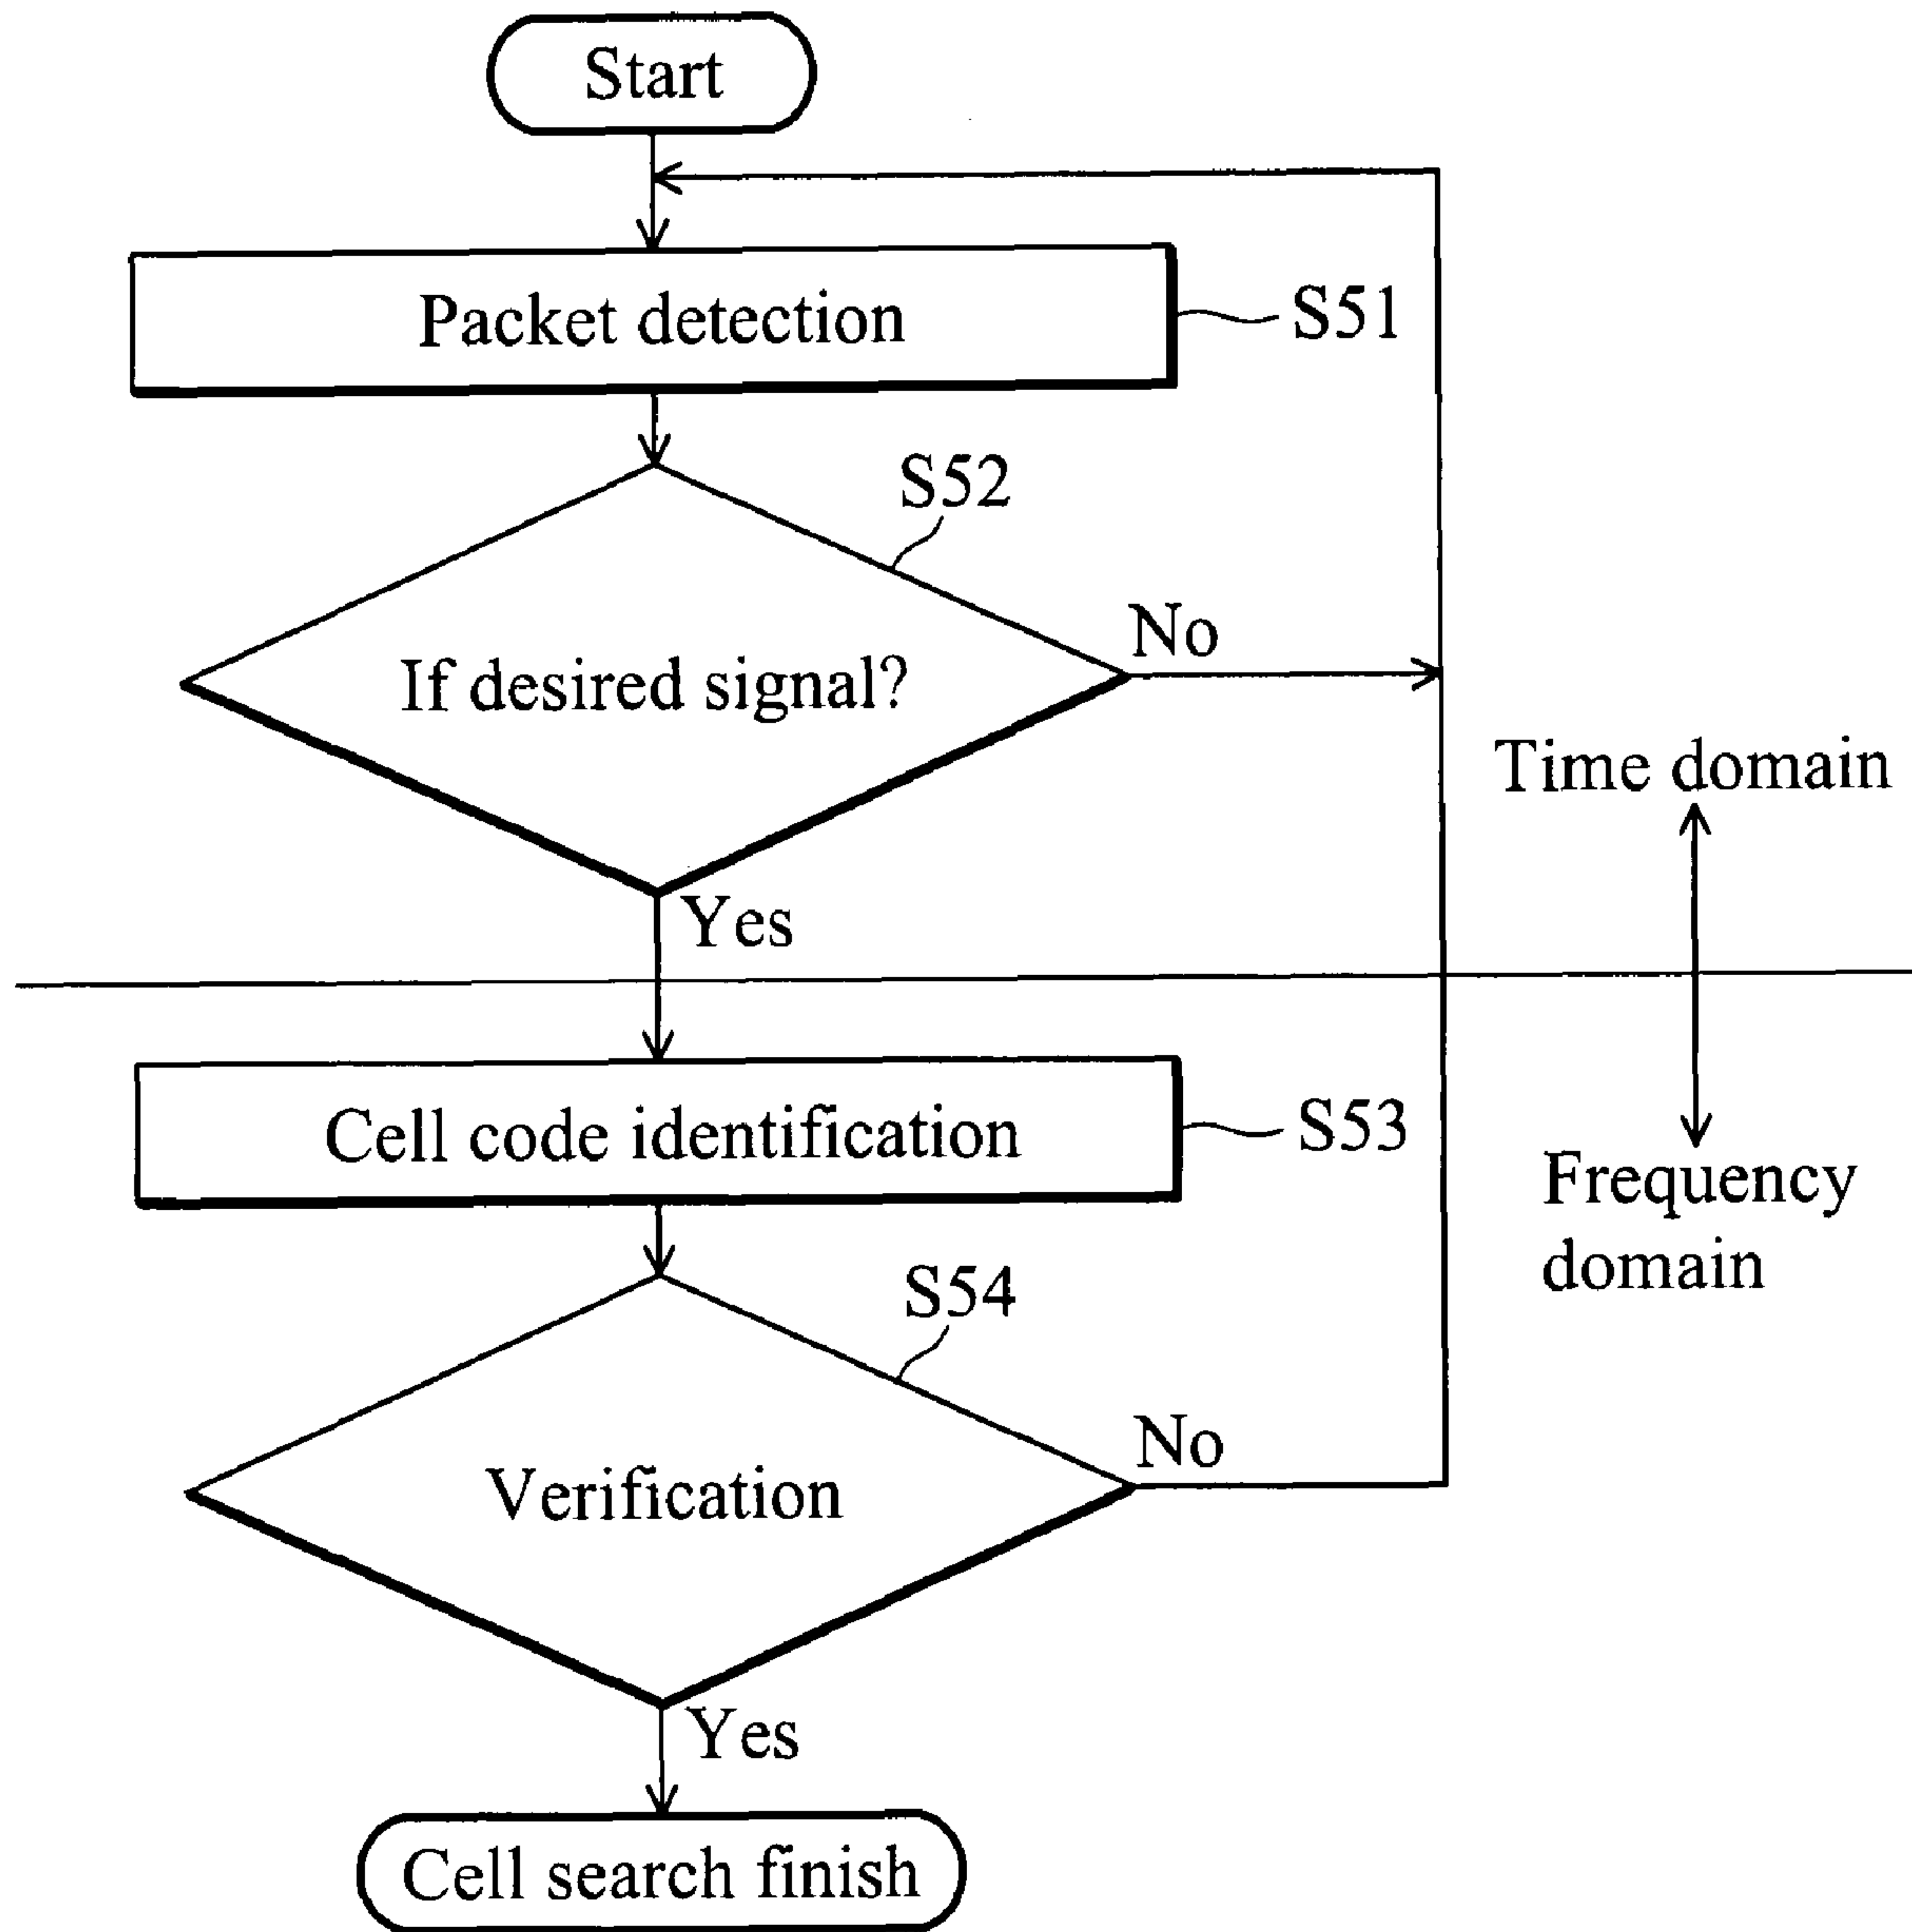 Start
Packet detection
S51
S52
If desired signal?
No
Yes
Time domain
Frequency
domain
Cell code identification
S53
S54
Verification
No
Yes
Cell search finish